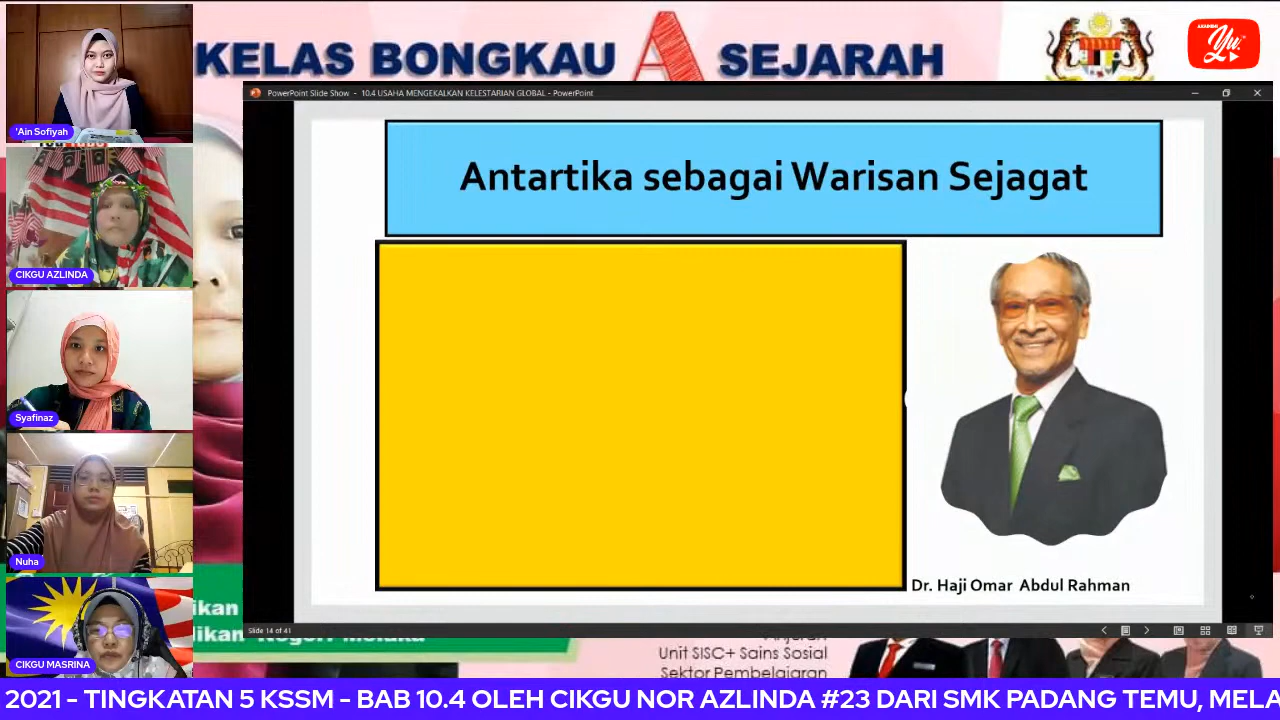 KELAS BONGKAU A SEJARAH
AKADEMI YouLearn
PowerPoint Slide Show - 10.4 USAHA MENGEKALKAN KELESTARIAN GLOBAL - PowerPoint
Antartika sebagai Warisan Sejagat
Dr. Haji Omar Abdul Rahman
Slide 14 of 41
'Ain Sofiyah
CIKGU AZLINDA
Syafinaz
Nuha
CIKGU MASRINA
Unit SISC+ Sains Sosial
Sektor Pembelajaran
2021 - TINGKATAN 5 KSSM - BAB 10.4 OLEH CIKGU NOR AZLINDA #23 DARI SMK PADANG TEMU, MELA